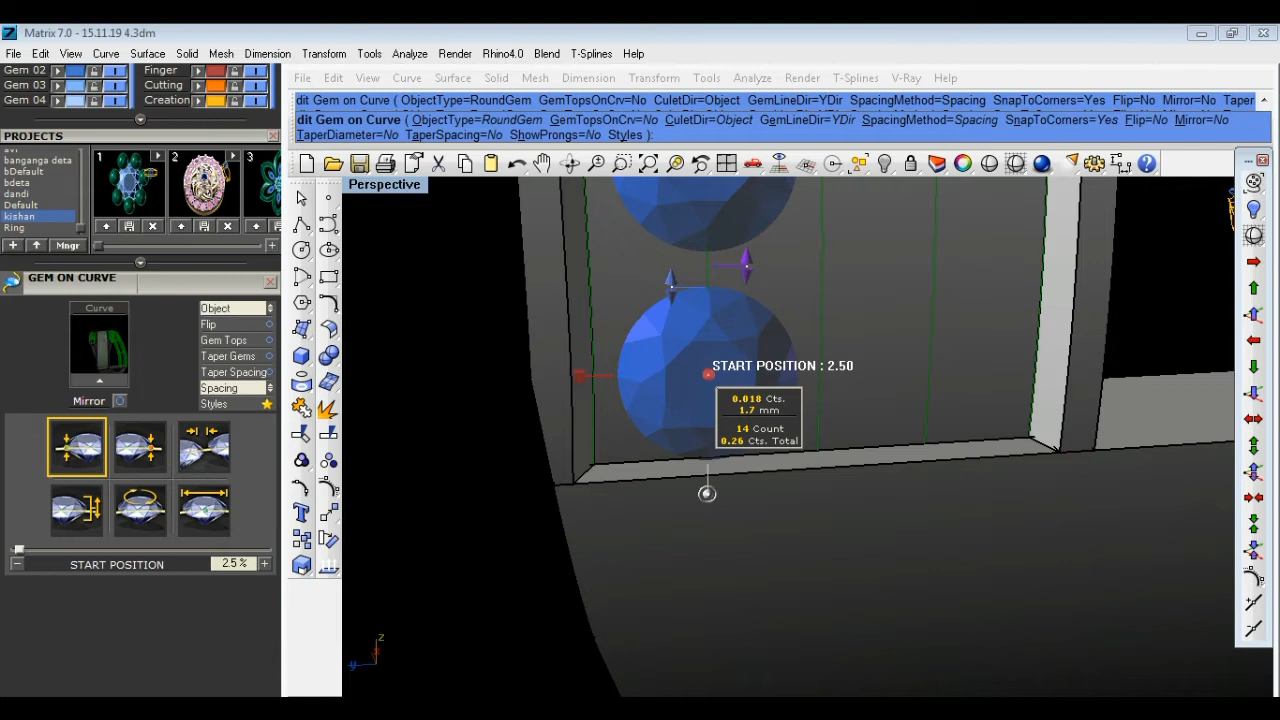 Matrix 7.0 - 15.11.19 4.3dm
File Edit View Curve Surface Solid Mesh Dimension Transform Tools Analyze Render Rhino4.0 Blend T-Splines Help
Gem 02
Gem 03
Gem 04
Finger
Cutting
Creation
File Edit View Curve Surface Solid Mesh Dimension Transform Tools Analyze Render T-Splines V-Ray Help
dit Gem on Curve ( ObjectType=RoundGem GemTopsOnCrv=No CuletDir=Object GemLineDir=YDir SpacingMethod=Spacing SnapToCorners=Yes Flip=No Mirror=No Taper
dit Gem on Curve ( ObjectType=RoundGem GemTopsOnCrv=No CuletDir=Object GemLineDir=YDir SpacingMethod=Spacing SnapToCorners=Yes Flip=No Mirror=No
TaperDiameter=No TaperSpacing=No ShowProngs=No Styles ):
PROJECTS
banganga deta
bDefault
bdeta
dandi
Default
kishan
Ring
Mngr
1
2
3
Perspective
GEM ON CURVE
Curve
Mirror
Object
Flip
Gem Tops
Taper Gems
Taper Spacing
Spacing
Styles
START POSITION
2.5 %
START POSITION : 2.50
0.018 Cts.
1.7 mm
14 Count
0.26 Cts. Total
z
y